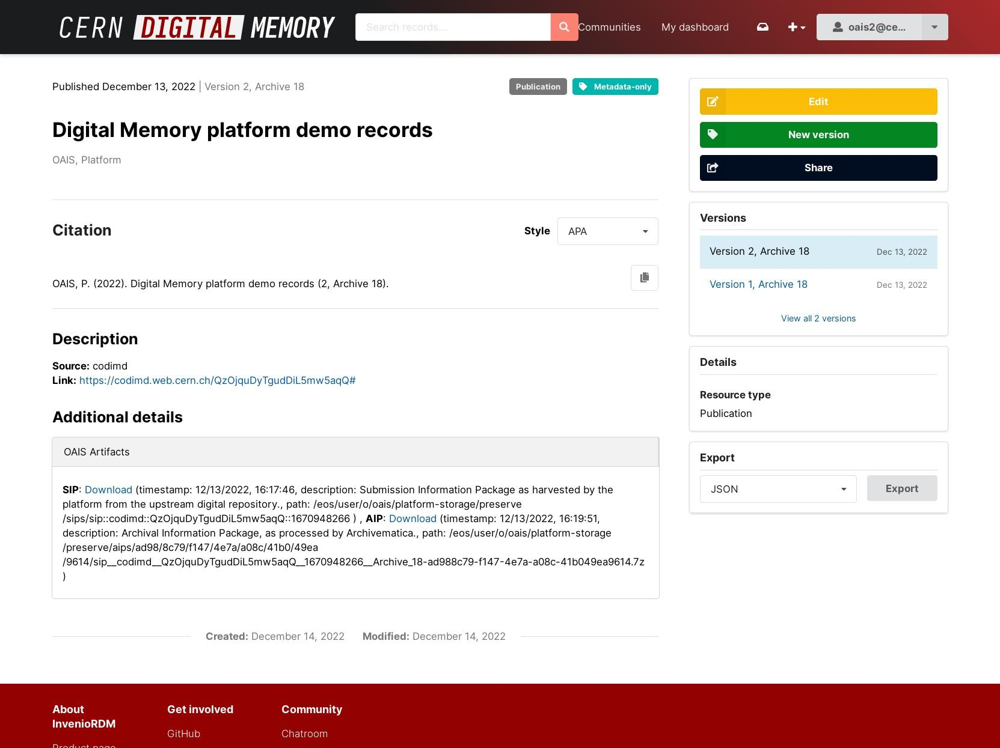 CERN DIGITAL MEMORY
Search records...
Communities
My dashboard
oais2@ce...
Published December 13, 2022 | Version 2, Archive 18
Publication
Metadata-only
Digital Memory platform demo records
OAIS, Platform
Citation
Style
APA
OAIS, P. (2022). Digital Memory platform demo records (2, Archive 18).
Description
Source: codimd
Link: https://codimd.web.cern.ch/QzOjquDyTgudDiL5mw5aqQ#
Additional details
OAIS Artifacts
SIP: Download (timestamp: 12/13/2022, 16:17:46, description: Submission Information Package as harvested by the
platform from the upstream digital repository., path: /eos/user/o/oais/platform-storage/preserve
/sips/sip::codimd::QzOjquDyTgudDiL5mw5aqQ::1670948266 ) , AIP: Download (timestamp: 12/13/2022, 16:19:51,
description: Archival Information Package, as processed by Archivematica., path: /eos/user/o/oais/platform-storage
/preserve/aips/ad98/8c79/f147/4e7a/a08c/41b0/49ea
/9614/sip__codimd__QzOjquDyTgudDiL5mw5aqQ__1670948266__Archive_18-ad988c79-f147-4e7a-a08c-41b049ea9614.7z
)
Created: December 14, 2022 Modified: December 14, 2022
Edit
New version
Share
Versions
Version 2, Archive 18 Dec 13, 2022
Version 1, Archive 18 Dec 13, 2022
View all 2 versions
Details
Resource type
Publication
Export
JSON
Export
About
InvenioRDM
Product page
Get involved
GitHub
Community
Chatroom